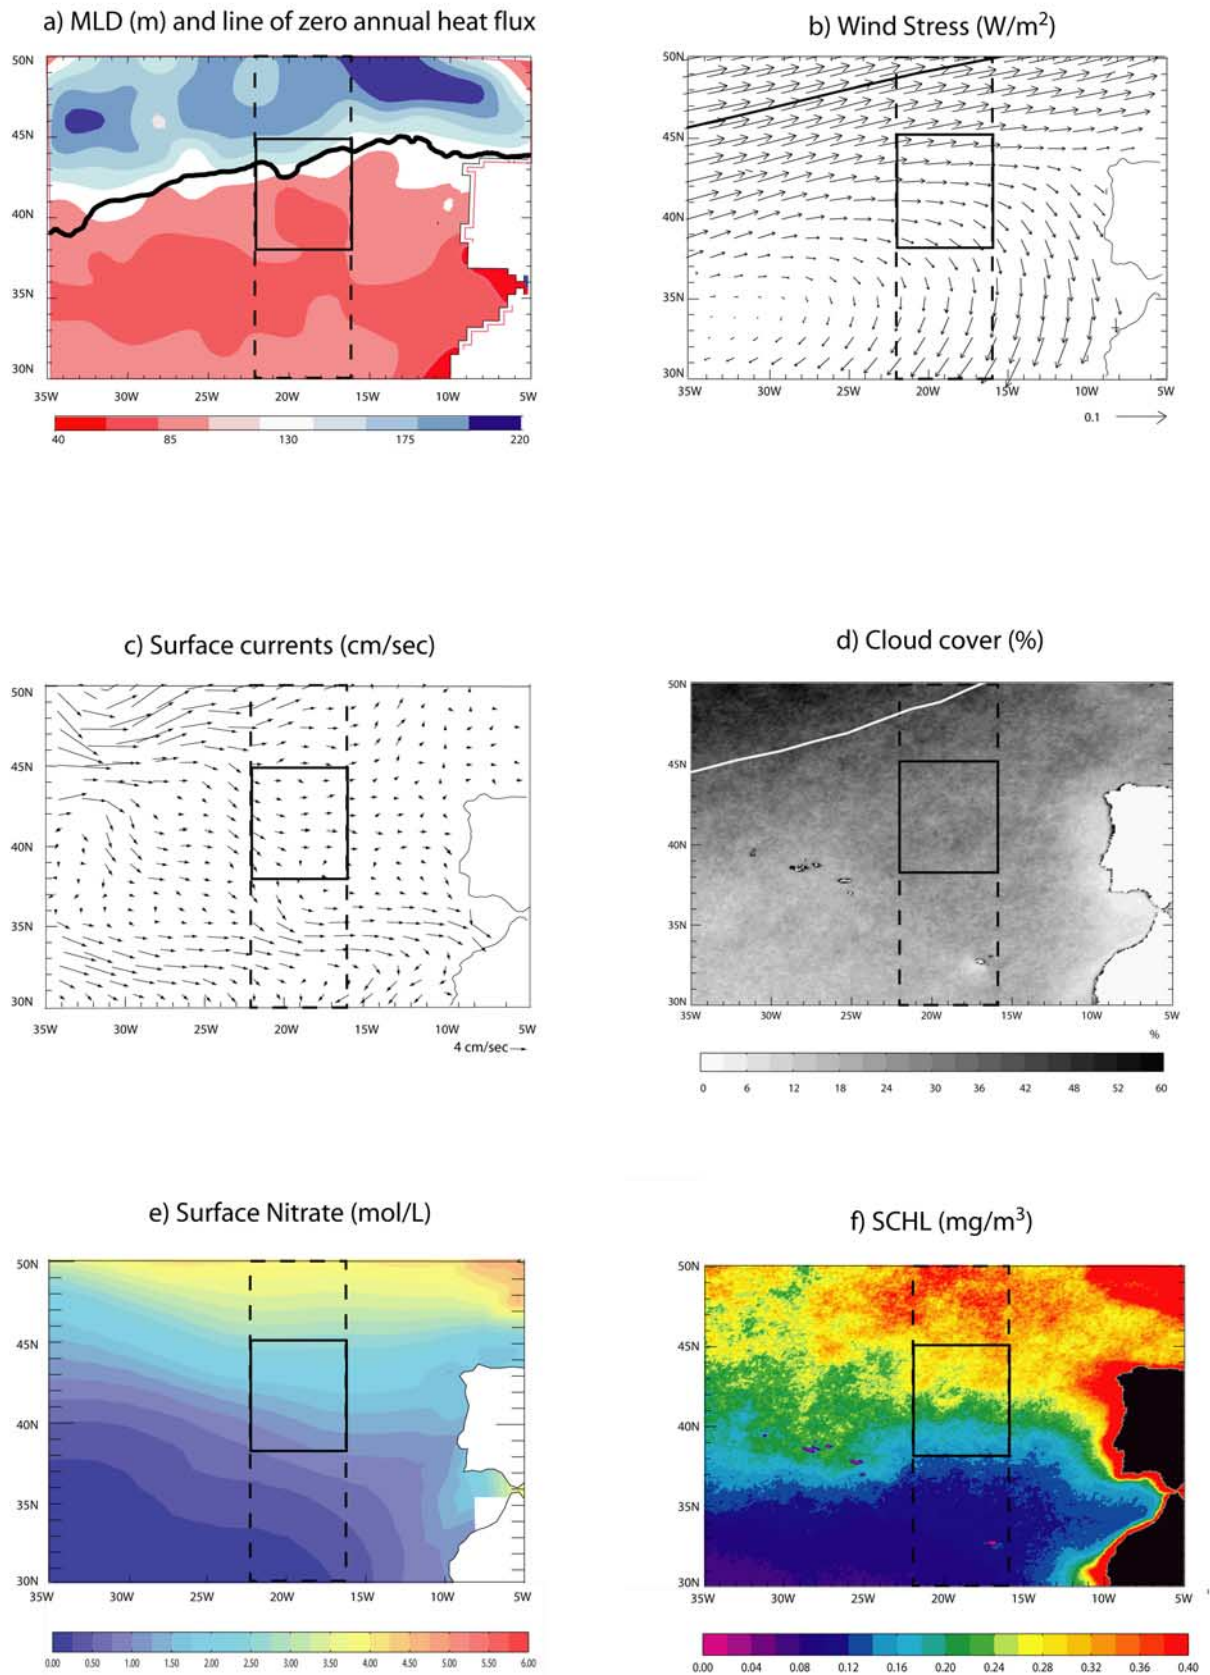 a) MLD (m) and line of zero annual heat flux
50N
45N
40N
35N
30N
35W 30W 25W 20W 15W 10W 5W
40 85 130 175 220
b) Wind Stress (W/m²)
50N
45N
40N
35N
30N
35W 30W 25W 20W 15W 10W 5W
0.1
c) Surface currents (cm/sec)
50N
45N
40N
35N
30N
35W 30W 25W 20W 15W 10W 5W
4 cm/sec
d) Cloud cover (%)
50N
45N
40N
35N
30N
35W 30W 25W 20W 15W 10W 5W
%
0 6 12 18 24 30 36 42 48 52 60
e) Surface Nitrate (mol/L)
50N
45N
40N
35N
30N
35W 30W 25W 20W 15W 10W 5W
0.00 0.50 1.00 1.50 2.00 2.50 3.00 3.50 4.00 4.50 5.00 5.50 6.00
f) SCHL (mg/m³)
50N
45N
40N
35N
30N
35W 30W 25W 20W 15W 10W 5W
0.00 0.04 0.08 0.12 0.16 0.20 0.24 0.28 0.32 0.36 0.40